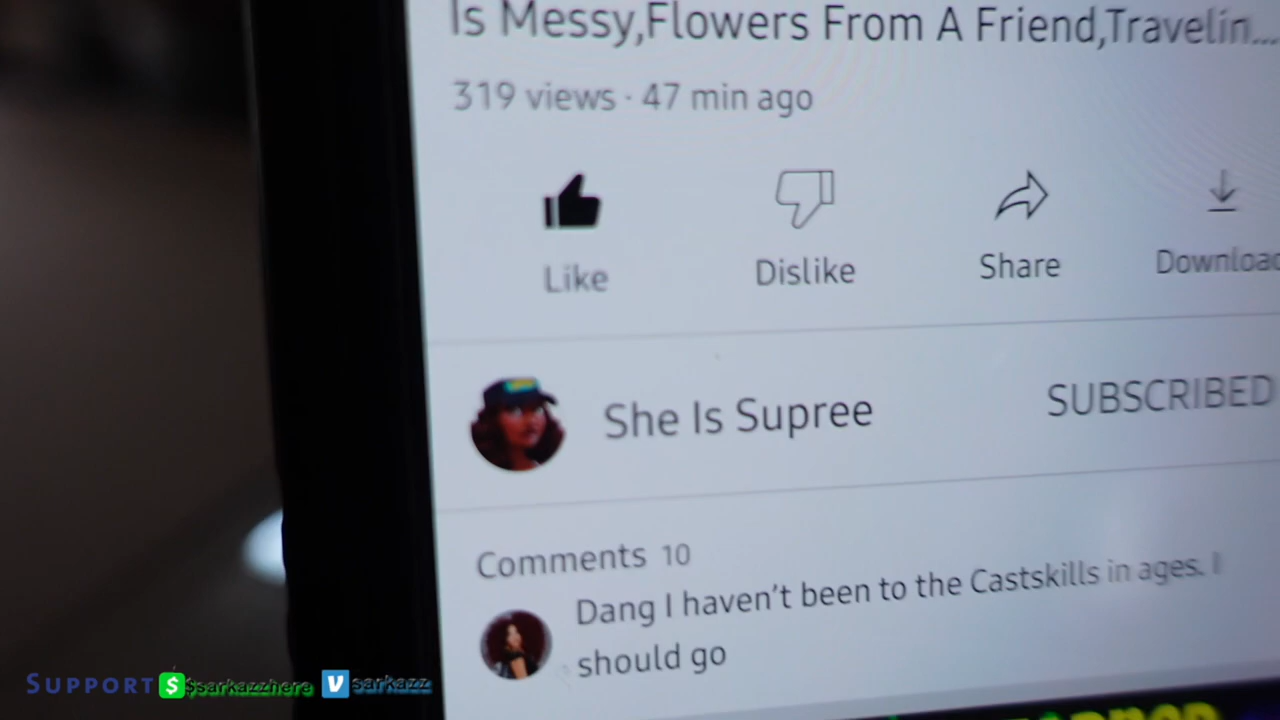 Is Messy,Flowers From A Friend,Travelin...
319 views · 47 min ago
Like
Dislike
Share
Download
She Is Supree
SUBSCRIBED
Comments 10
Dang I haven't been to the Castskills in ages. I
should go
SUPPORT $ $sarkazzhere V sarkazz